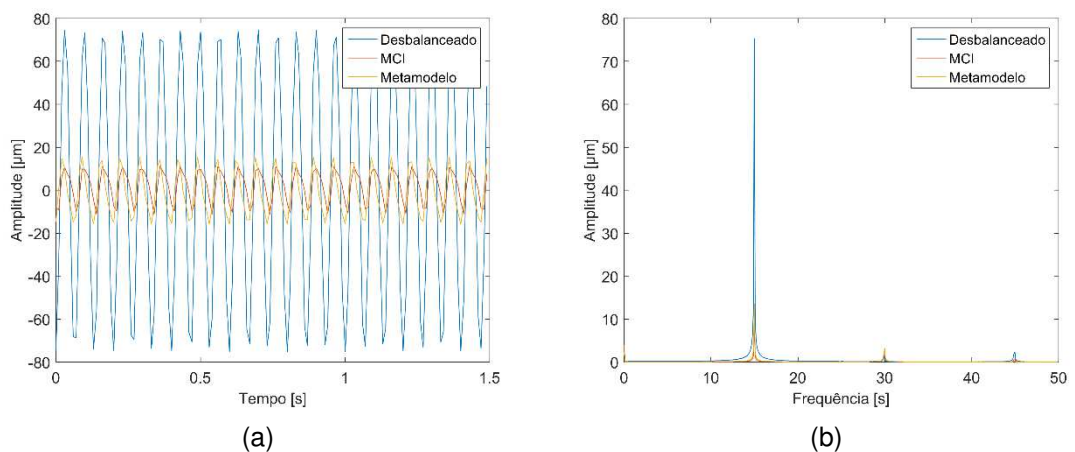 80
60
40
20
0
-20
-40
-60
-80
Amplitude [µm]
0
0.5
1
1.5
Tempo [s]
Desbalanceado
MCI
Metamodelo
(a)
80
70
60
50
40
30
20
10
0
Amplitude [µm]
0
10
20
30
40
50
Frequência [s]
Desbalanceado
MCI
Metamodelo
(b)